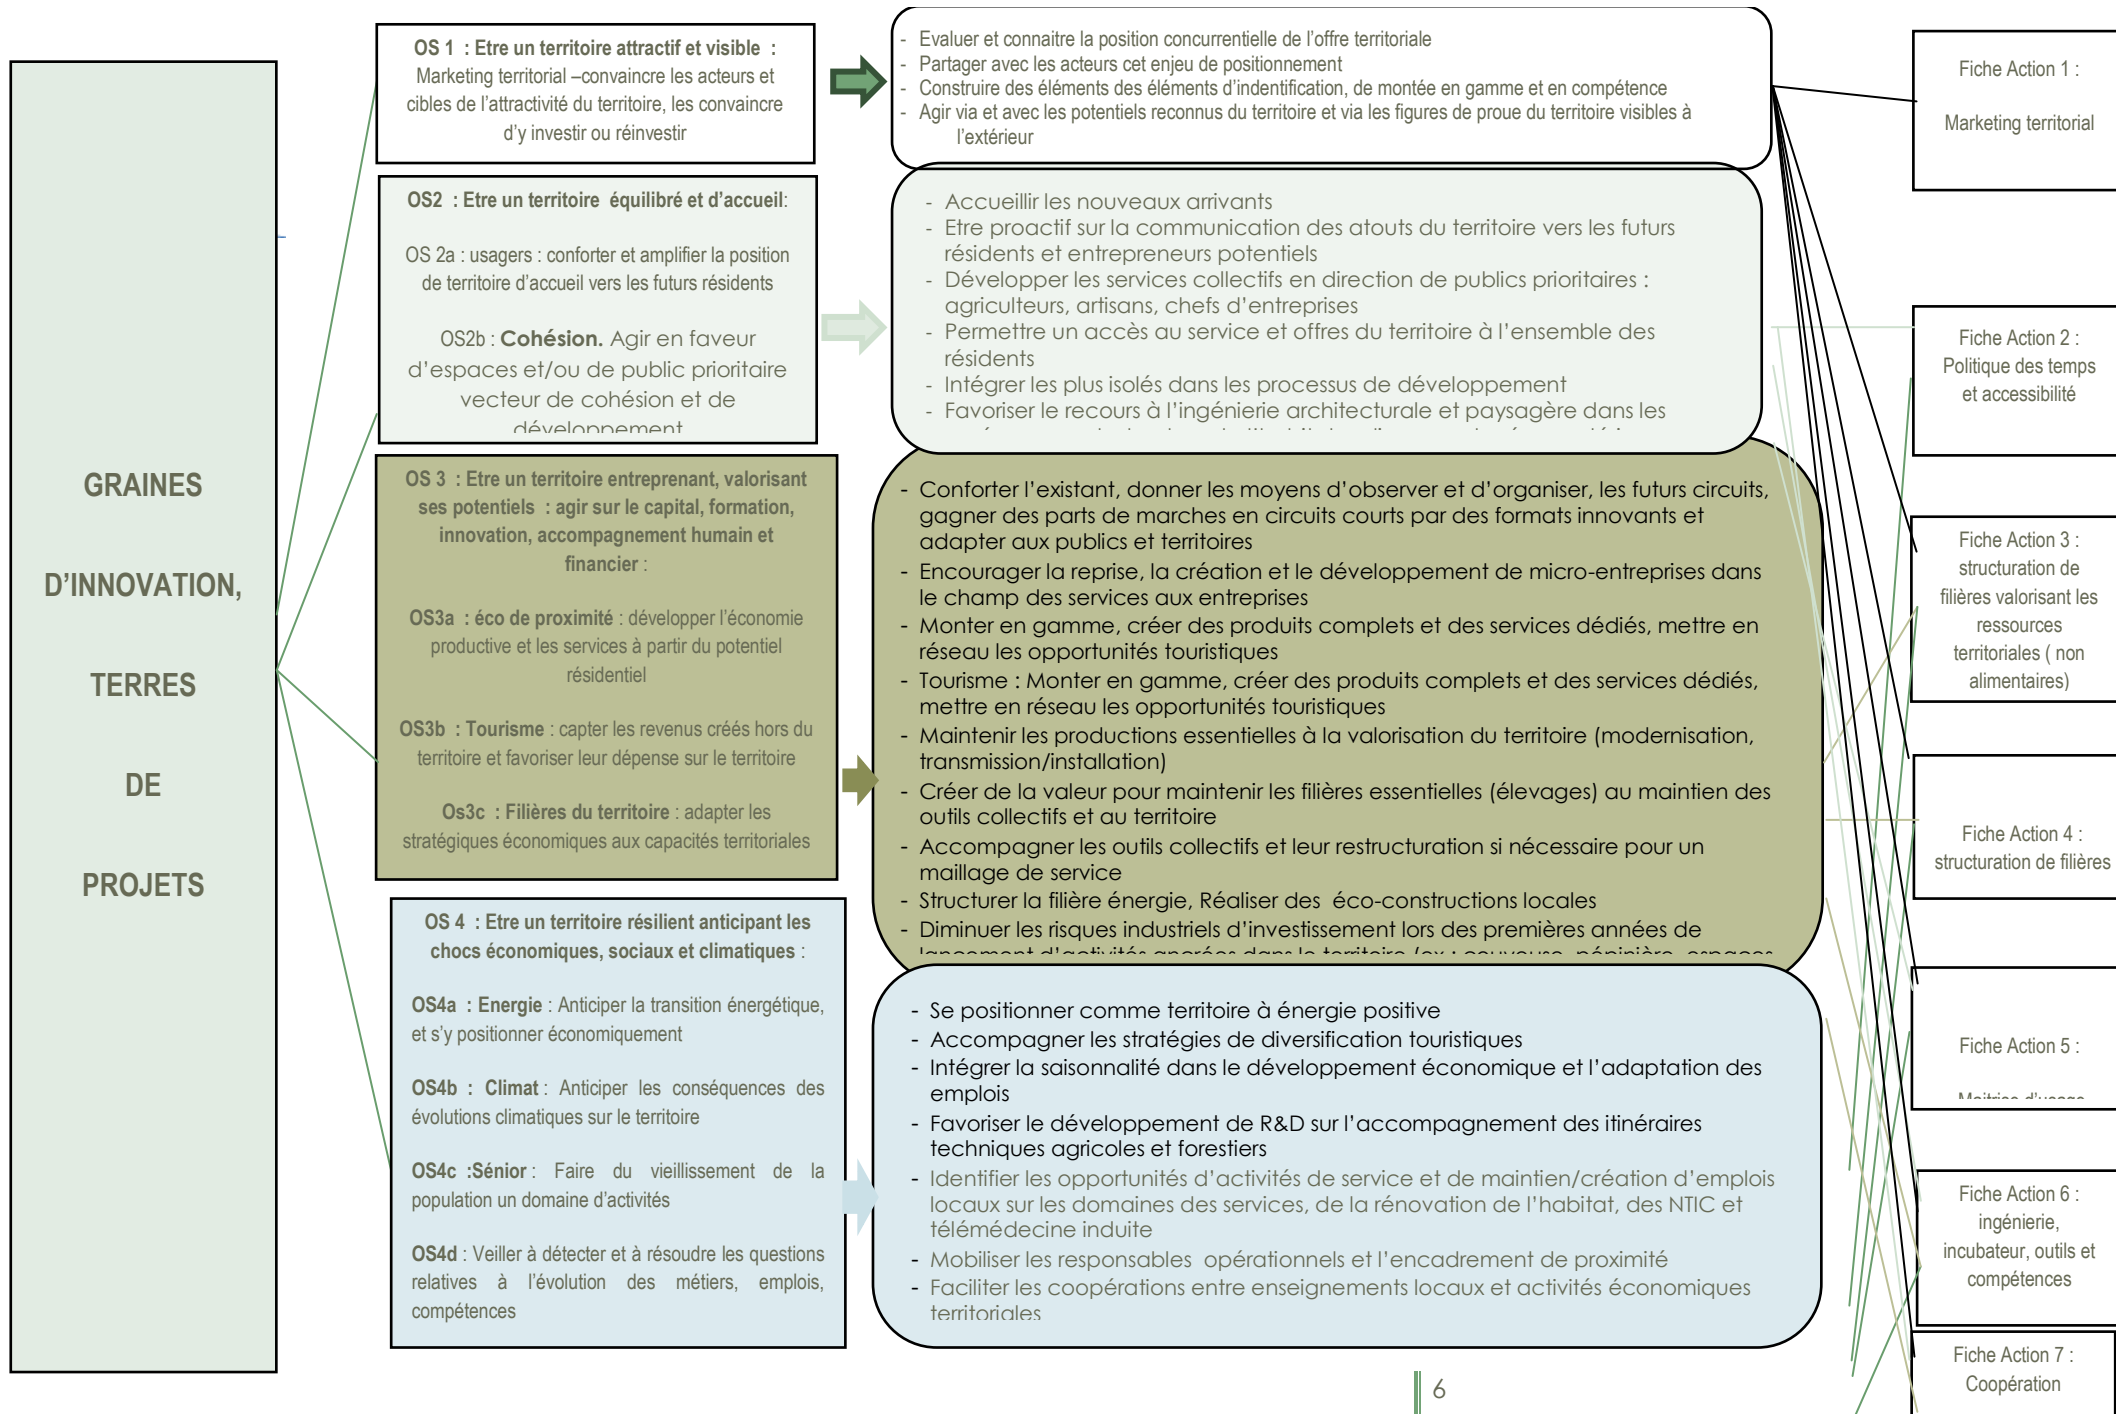 GRAINES
D’INNOVATION,
TERRES
DE
PROJETS
OS 1 : Etre un territoire attractif et visible :
Marketing territorial –convaincre les acteurs et
cibles de l’attractivité du territoire, les convaincre
d’y investir ou réinvestir
- Evaluer et connaitre la position concurrentielle de l’offre territoriale
- Partager avec les acteurs cet enjeu de positionnement
- Construire des éléments des éléments d’indentification, de montée en gamme et en compétence
- Agir via et avec les potentiels reconnus du territoire et via les figures de proue du territoire visibles à
l’extérieur
OS2 : Etre un territoire équilibré et d’accueil:
OS 2a : usagers : conforter et amplifier la position
de territoire d’accueil vers les futurs résidents
OS2b : Cohésion. Agir en faveur
d’espaces et/ou de public prioritaire
vecteur de cohésion et de
développement
- Accueillir les nouveaux arrivants
- Etre proactif sur la communication des atouts du territoire vers les futurs
résidents et entrepreneurs potentiels
- Développer les services collectifs en direction de publics prioritaires :
agriculteurs, artisans, chefs d’entreprises
- Permettre un accès au service et offres du territoire à l’ensemble des
résidents
- Intégrer les plus isolés dans les processus de développement
- Favoriser le recours à l’ingénierie architecturale et paysagère dans les
OS 3 : Etre un territoire entreprenant, valorisant
ses potentiels : agir sur le capital, formation,
innovation, accompagnement humain et
financier :
OS3a : éco de proximité : développer l’économie
productive et les services à partir du potentiel
résidentiel
OS3b : Tourisme : capter les revenus créés hors du
territoire et favoriser leur dépense sur le territoire
Os3c : Filières du territoire : adapter les
stratégiques économiques aux capacités territoriales
- Conforter l’existant, donner les moyens d’observer et d’organiser, les futurs circuits,
gagner des parts de marches en circuits courts par des formats innovants et
adapter aux publics et territoires
- Encourager la reprise, la création et le développement de micro-entreprises dans
le champ des services aux entreprises
- Monter en gamme, créer des produits complets et des services dédiés, mettre en
réseau les opportunités touristiques
- Tourisme : Monter en gamme, créer des produits complets et des services dédiés,
mettre en réseau les opportunités touristiques
- Maintenir les productions essentielles à la valorisation du territoire (modernisation,
transmission/installation)
- Créer de la valeur pour maintenir les filières essentielles (élevages) au maintien des
outils collectifs et au territoire
- Accompagner les outils collectifs et leur restructuration si nécessaire pour un
maillage de service
- Structurer la filière énergie, Réaliser des éco-constructions locales
- Diminuer les risques industriels d’investissement lors des premières années de
lancement d’activités ancrées dans le territoire (ex : couveuse, pépinière, espaces
OS 4 : Etre un territoire résilient anticipant les
chocs économiques, sociaux et climatiques :
OS4a : Energie : Anticiper la transition énergétique,
et s’y positionner économiquement
OS4b : Climat : Anticiper les conséquences des
évolutions climatiques sur le territoire
OS4c :Sénior : Faire du vieillissement de la
population un domaine d’activités
OS4d : Veiller à détecter et à résoudre les questions
relatives à l’évolution des métiers, emplois,
compétences
- Se positionner comme territoire à énergie positive
- Accompagner les stratégies de diversification touristiques
- Intégrer la saisonnalité dans le développement économique et l’adaptation des
emplois
- Favoriser le développement de R&D sur l’accompagnement des itinéraires
techniques agricoles et forestiers
- Identifier les opportunités d’activités de service et de maintien/création d’emplois
locaux sur les domaines des services, de la rénovation de l’habitat, des NTIC et
télémédecine induite
- Mobiliser les responsables opérationnels et l’encadrement de proximité
- Faciliter les coopérations entre enseignements locaux et activités économiques
territoriales
Fiche Action 1 :
Marketing territorial
Fiche Action 2 :
Politique des temps
et accessibilité
Fiche Action 3 :
structuration de
filières valorisant les
ressources
territoriales ( non
alimentaires)
Fiche Action 4 :
structuration de filières
Fiche Action 5 :
Maitrise d’usage
Fiche Action 6 :
ingénierie,
incubateur, outils et
compétences
Fiche Action 7 :
Coopération
6